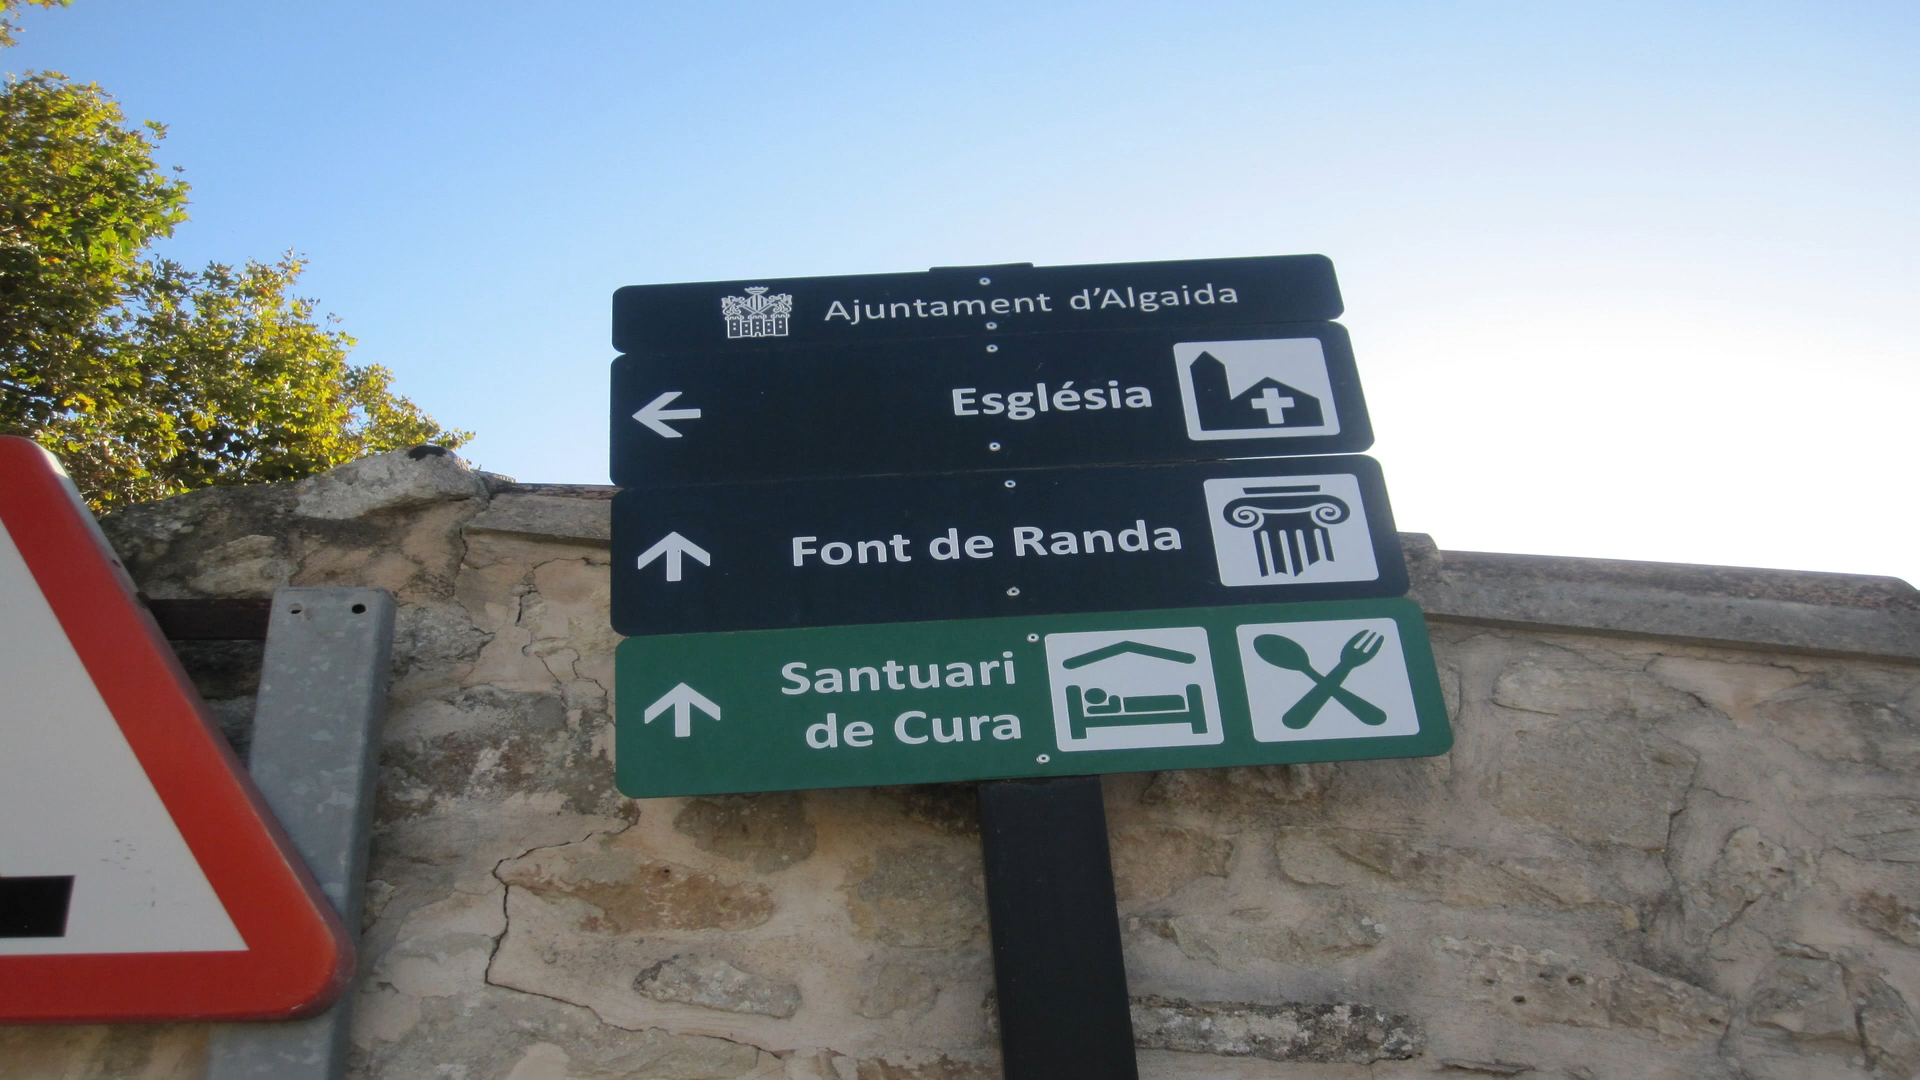 Ajuntament d'Algaida
Església
Font de Randa
Santuari
de Cura